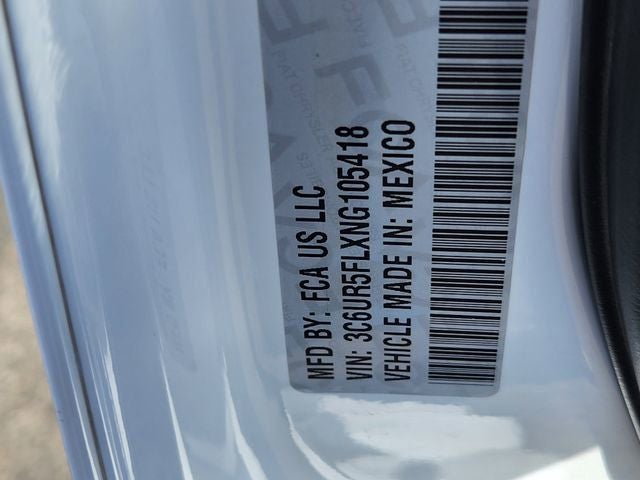 MFD BY: FCA US LLC
VIN: 3C6UR5FLXNG105418
VEHICLE MADE IN: MEXICO